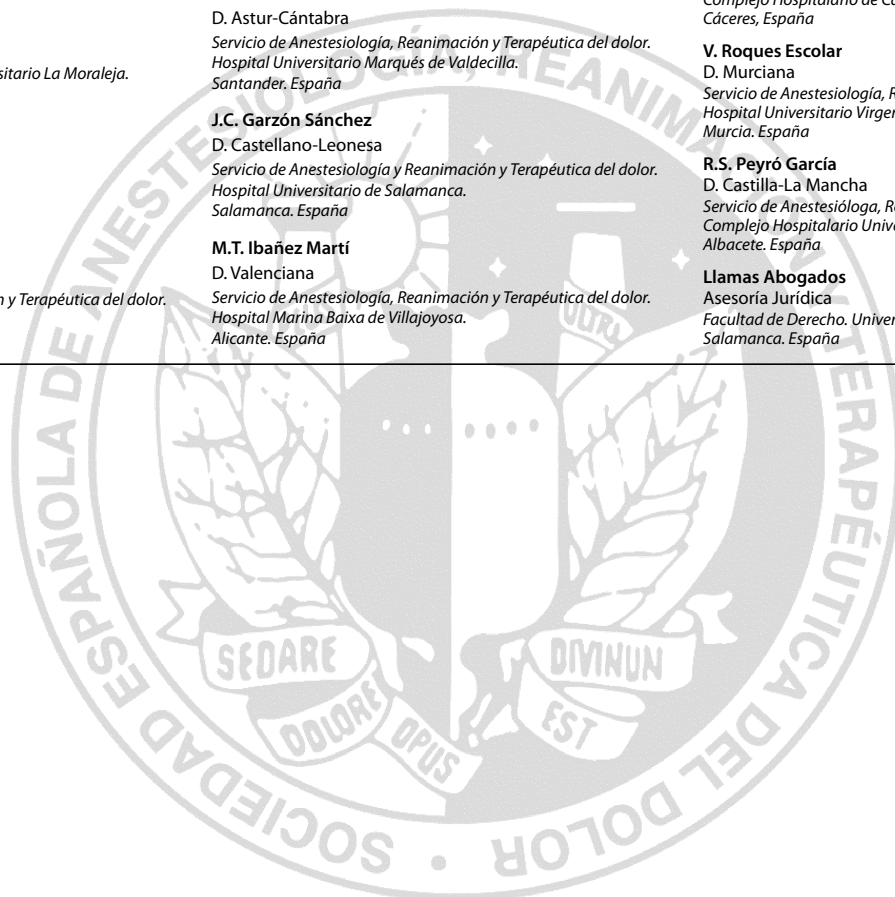 sitario La Moraleja.
n y Terapéutica del dolor.
D. Astur-Cántabra
Servicio de Anestesiología, Reanimación y Terapéutica del dolor.
Hospital Universitario Marqués de Valdecilla.
Santander. España
J.C. Garzón Sánchez
D. Castellano-Leonesa
Servicio de Anestesiología y Reanimación y Terapéutica del dolor.
Hospital Universitario de Salamanca.
Salamanca. España
M.T. Ibañez Martí
D. Valenciana
Servicio de Anestesiología, Reanimación y Terapéutica del dolor.
Hospital Marina Baixa de Villajoyosa.
Alicante. España
Complejo Hospitalario de
Cáceres, España
V. Roques Escolar
D. Murciana
Servicio de Anestesiología, R
Hospital Universitario Virgen
Murcia. España
R.S. Peyró García
D. Castilla-La Mancha
Servicio de Anestesióloga, Re
Complejo Hospitalario Unive
Albacete. España
Llamas Abogados
Asesoría Jurídica
Facultad de Derecho. Univer
Salamanca. España
SOCIEDAD ESPAÑOLA DE ANESTESIOLOGÍA, REANIMACIÓN Y TERAPÉUTICA DEL DOLOR
SEDARE
DOLORE
OPUS
DIVINUN
EST